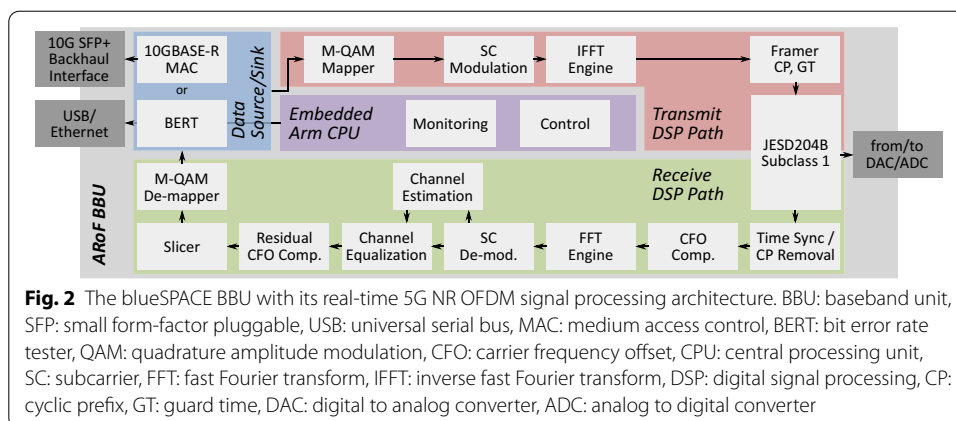 10G SFP+
Backhaul
Interface
10GBASE-R
MAC
or
USB/
Ethernet
BERT
Data
Source/Sink
M-QAM
Mapper
SC
Modulation
IFFT
Engine
Framer
CP, GT
Embedded
Arm CPU
Monitoring
Control
Transmit
DSP Path
JESD204B
Subclass 1
from/to
DAC/ADC
ARoF BBU
M-QAM
De-mapper
Channel
Estimation
Receive
DSP Path
Slicer
Residual
CFO Comp.
Channel
Equalization
SC
De-mod.
FFT
Engine
CFO
Comp.
Time Sync /
CP Removal
Fig. 2 The blueSPACE BBU with its real-time 5G NR OFDM signal processing architecture. BBU: baseband unit,
SFP: small form-factor pluggable, USB: universal serial bus, MAC: medium access control, BERT: bit error rate
tester, QAM: quadrature amplitude modulation, CFO: carrier frequency offset, CPU: central processing unit,
SC: subcarrier, FFT: fast Fourier transform, IFFT: inverse fast Fourier transform, DSP: digital signal processing, CP:
cyclic prefix, GT: guard time, DAC: digital to analog converter, ADC: analog to digital converter